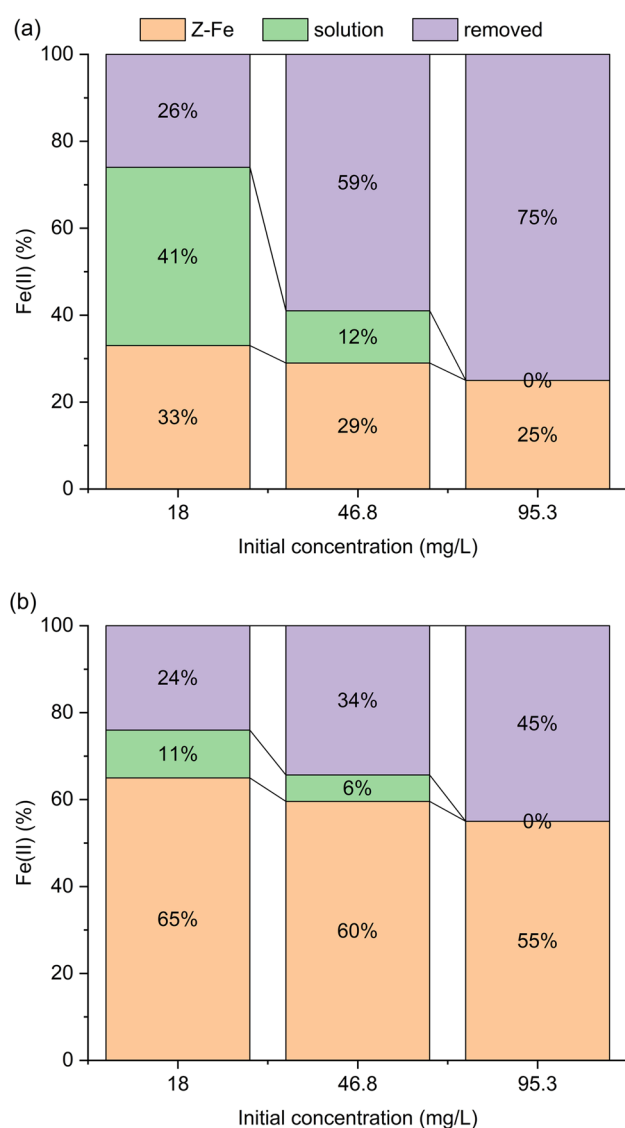 (a)
Z-Fe solution removed
100
80
60
40
20
0
Fe(II) (%)
26% 59% 75%
41% 12% 0%
33% 29% 25%
18 46.8 95.3
Initial concentration (mg/L)
(b)
100
80
60
40
20
0
Fe(II) (%)
24% 34% 45%
11% 6% 0%
65% 60% 55%
18 46.8 95.3
Initial concentration (mg/L)